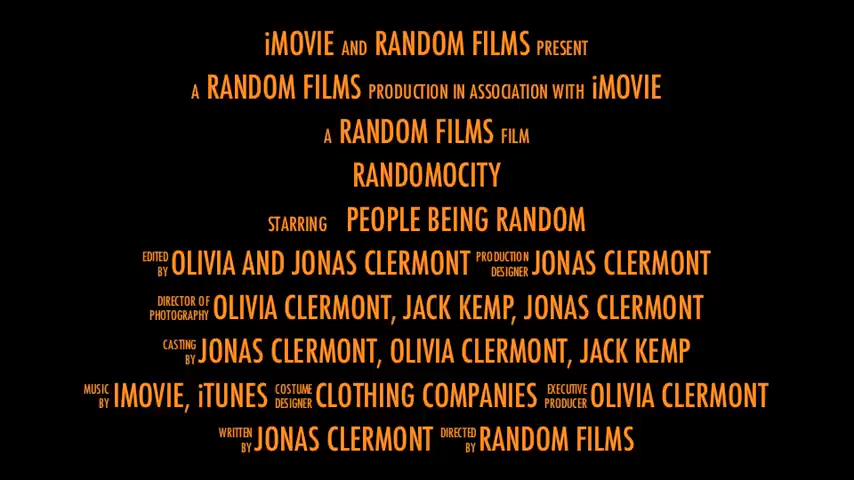 iMOVIE AND RANDOM FILMS PRESENT
A RANDOM FILMS PRODUCTION IN ASSOCIATION WITH iMOVIE
A RANDOM FILMS FILM
RANDOMOCITY
STARRING PEOPLE BEING RANDOM
EDITED BY OLIVIA AND JONAS CLERMONT PRODUCTION DESIGNER JONAS CLERMONT
DIRECTOR OF PHOTOGRAPHY OLIVIA CLERMONT, JACK KEMP, JONAS CLERMONT
CASTING BY JONAS CLERMONT, OLIVIA CLERMONT, JACK KEMP
MUSIC BY IMOVIE, iTUNES COSTUME DESIGNER CLOTHING COMPANIES EXECUTIVE PRODUCER OLIVIA CLERMONT
WRITTEN BY JONAS CLERMONT DIRECTED BY RANDOM FILMS